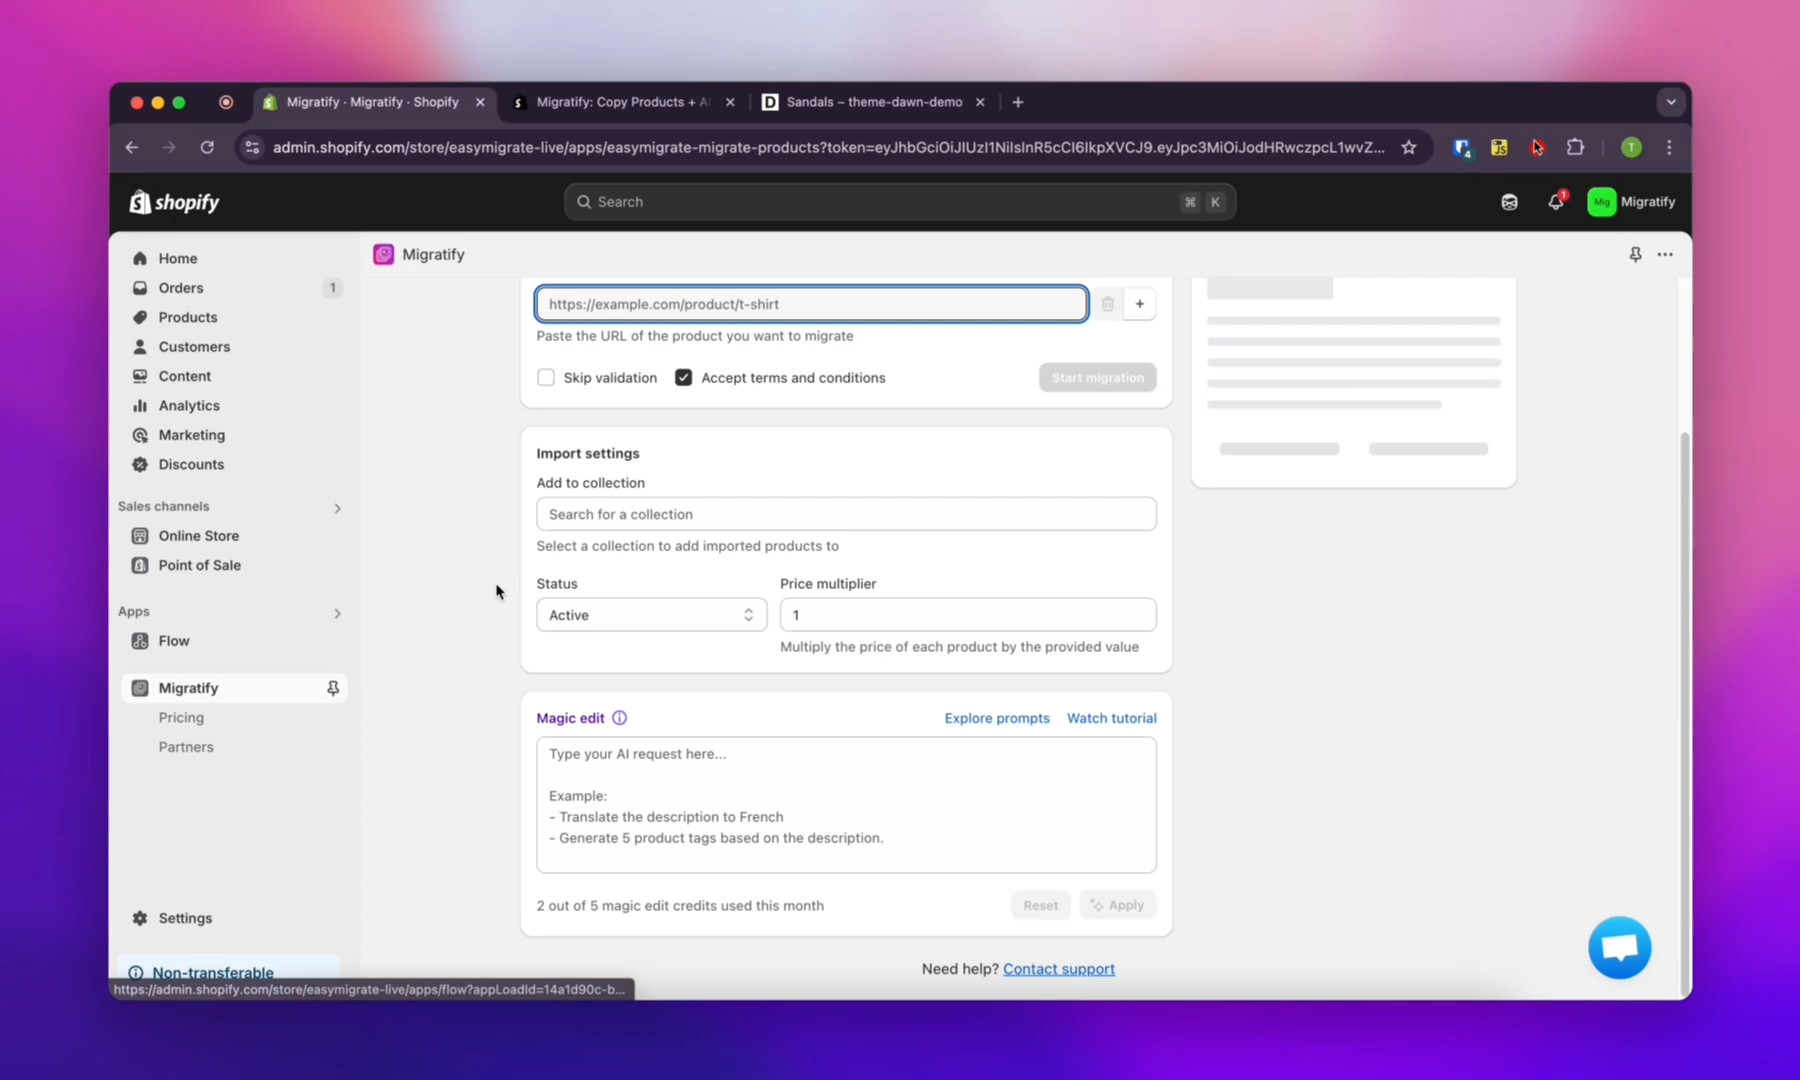 Migratify · Migratify · Shopify
Migratify: Copy Products + AI
Sandals – theme-dawn-demo
admin.shopify.com/store/easymigrate-live/apps/easymigrate-migrate-products?token=eyJhbGciOiJIUzI1NiIsInR5cCI6IkpXVCJ9.eyJpc3MiOiJodHRwczpcL1wvZ...
4
JS
T
shopify
Search
⌘ K
1
Mig
Migratify
Home
Orders 1
Products
Customers
Content
Analytics
Marketing
Discounts
Sales channels
Online Store
Point of Sale
Apps
Flow
Migratify
Pricing
Partners
Settings
Non-transferable
https://admin.shopify.com/store/easymigrate-live/apps/flow?appLoadId=14a1d90c-b...
Migratify
https://example.com/product/t-shirt
Paste the URL of the product you want to migrate
Skip validation
Accept terms and conditions
Start migration
Import settings
Add to collection
Search for a collection
Select a collection to add imported products to
Status
Price multiplier
Active
1
Multiply the price of each product by the provided value
Magic edit
Explore prompts
Watch tutorial
Type your AI request here...
Example:
- Translate the description to French
- Generate 5 product tags based on the description.
2 out of 5 magic edit credits used this month
Reset
Apply
Need help? Contact support